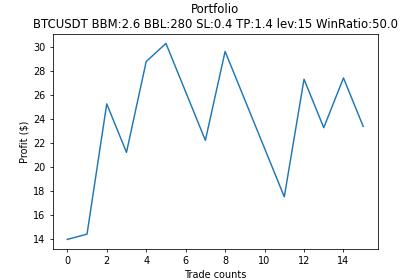 Portfolio
BTCUSDT BBM:2.6 BBL:280 SL:0.4 TP:1.4 lev:15 WinRatio:50.0
30
28
26
24
22
20
18
16
14
Profit ($)
0 2 4 6 8 10 12 14
Trade counts